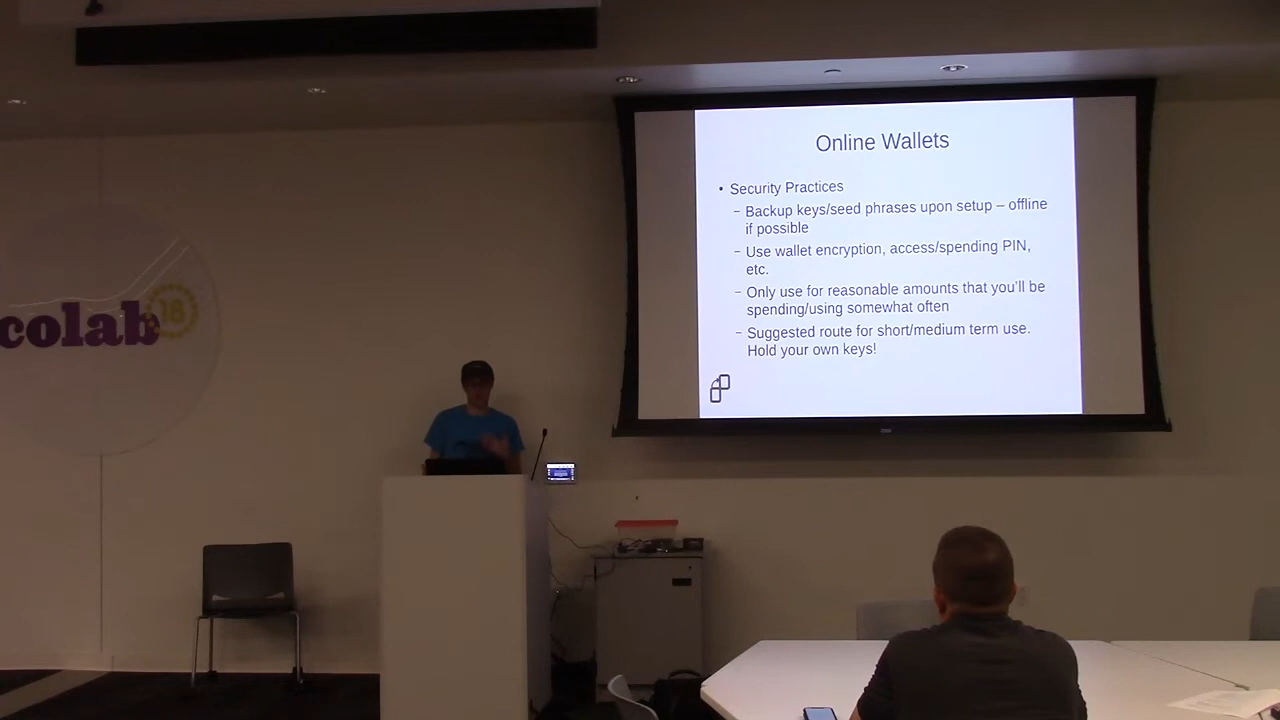 Online Wallets
• Security Practices
– Backup keys/seed phrases upon setup – offline
if possible
– Use wallet encryption, access/spending PIN,
etc.
– Only use for reasonable amounts that you'll be
spending/using somewhat often
– Suggested route for short/medium term use.
Hold your own keys!
colab
18